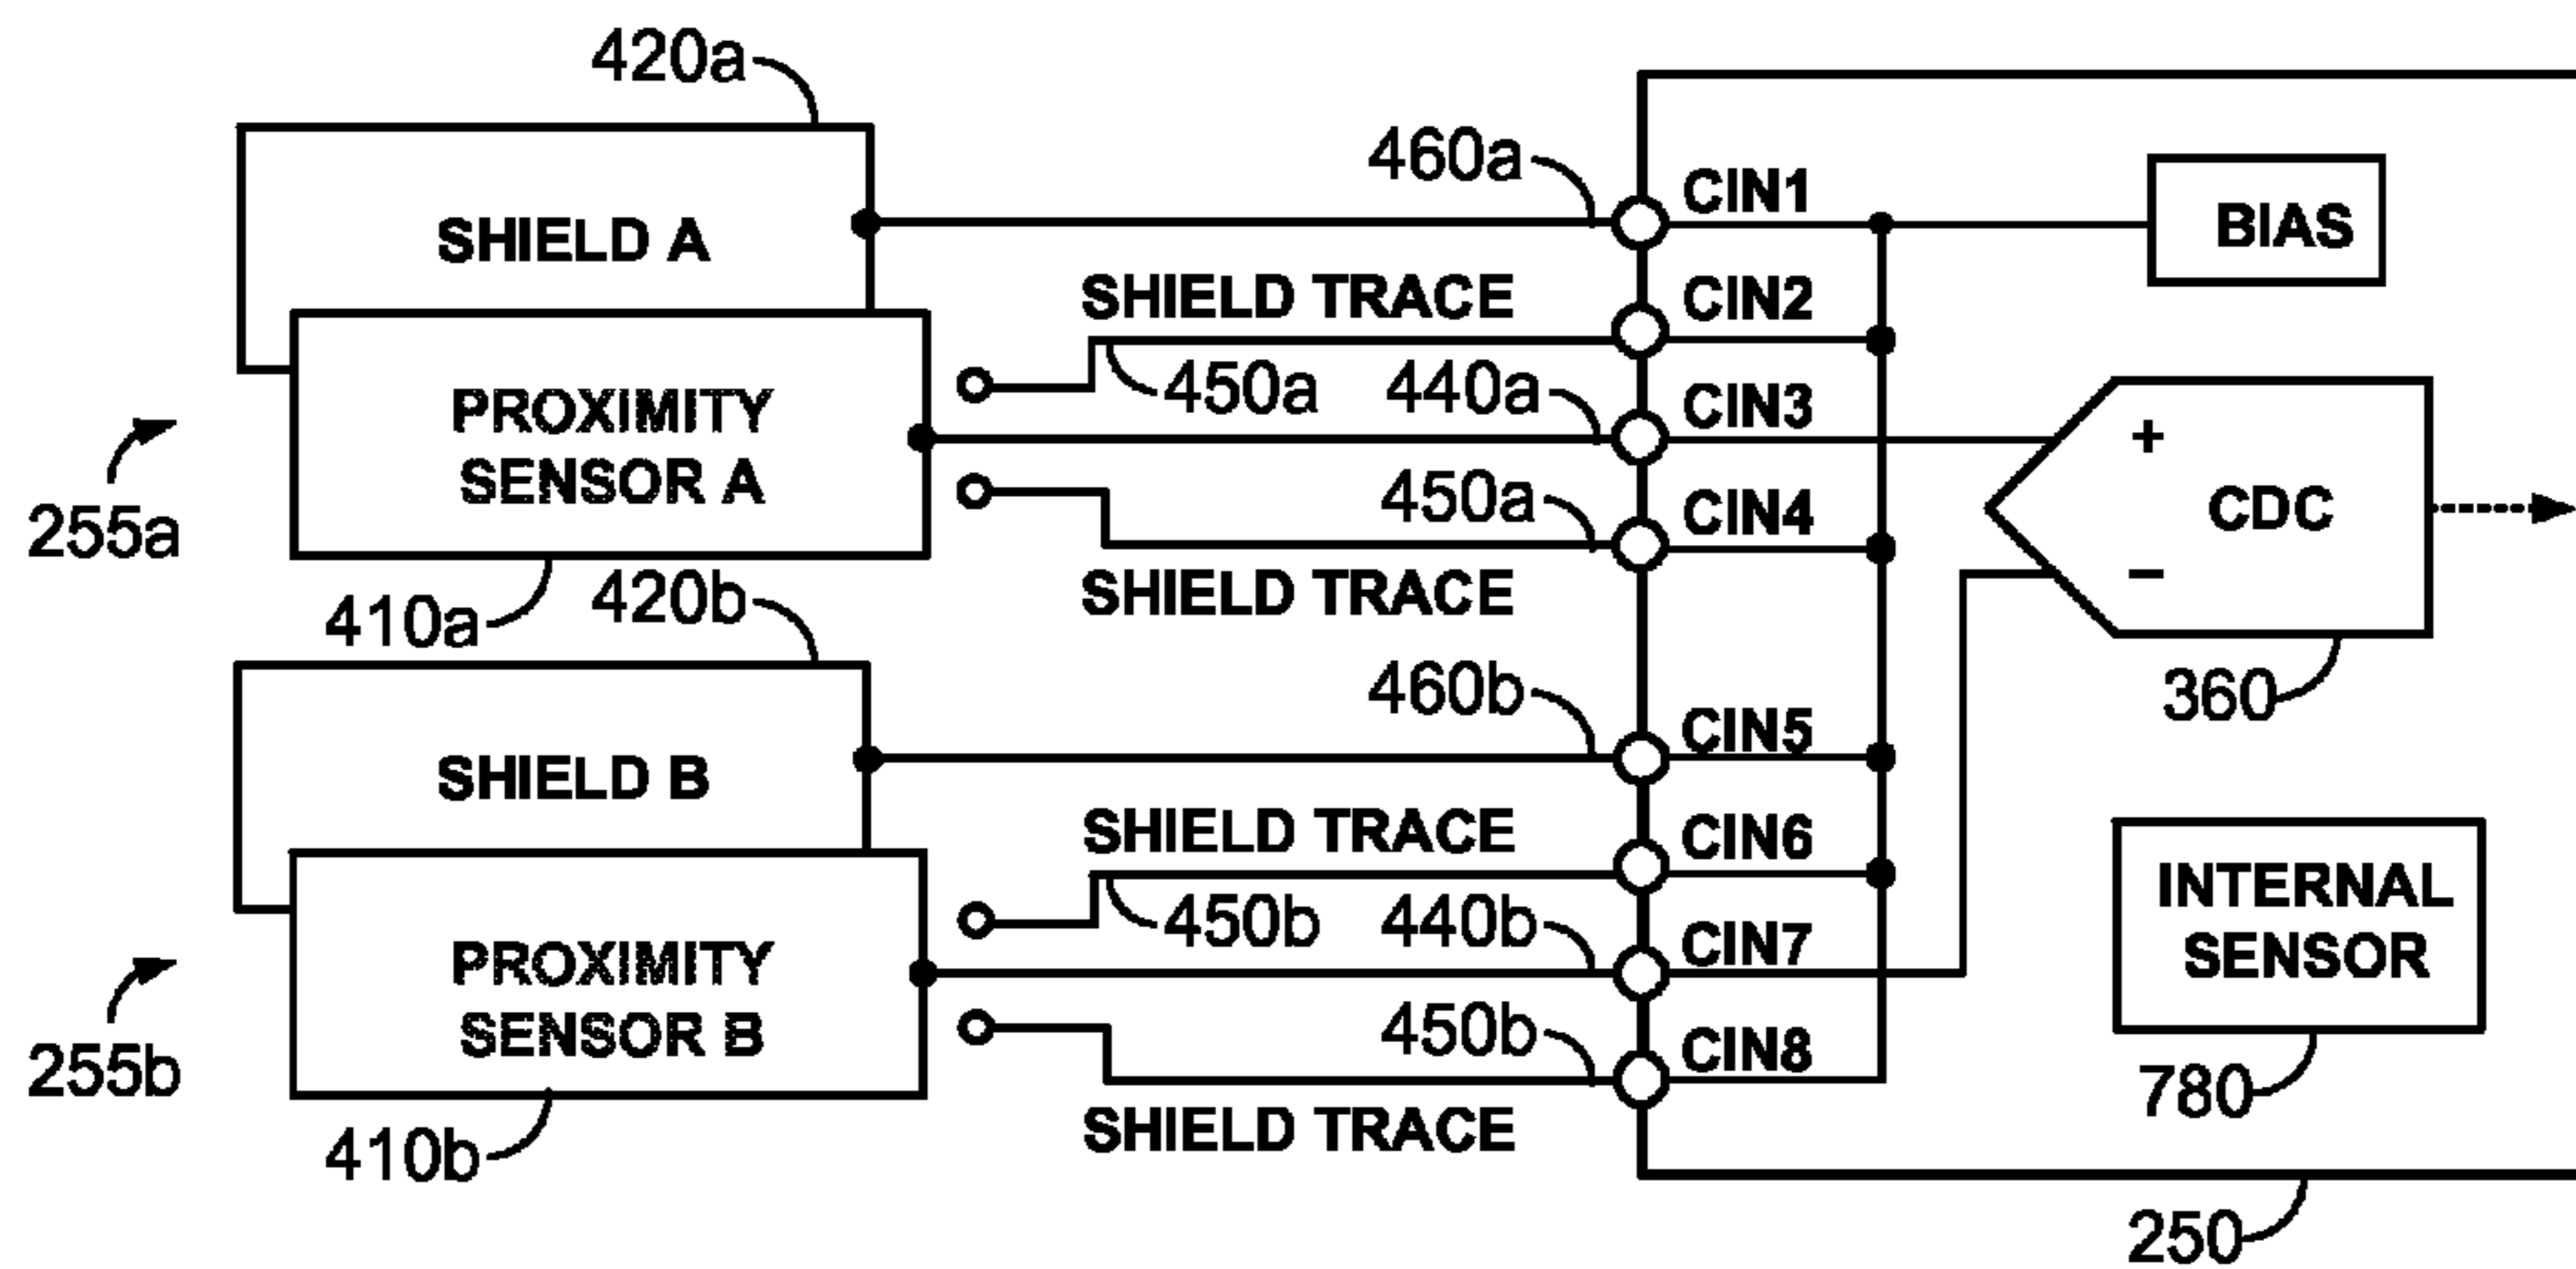 420a
460a
CIN1
SHIELD A
BIAS
SHIELD TRACE
CIN2
450a
440a
CIN3
PROXIMITY
SENSOR A
+
255a
450a
CIN4
CDC
410a
420b
SHIELD TRACE
−
460b
360
CIN5
SHIELD B
SHIELD TRACE
CIN6
INTERNAL
SENSOR
450b
440b
CIN7
PROXIMITY
SENSOR B
255b
450b
CIN8
780
410b
SHIELD TRACE
250